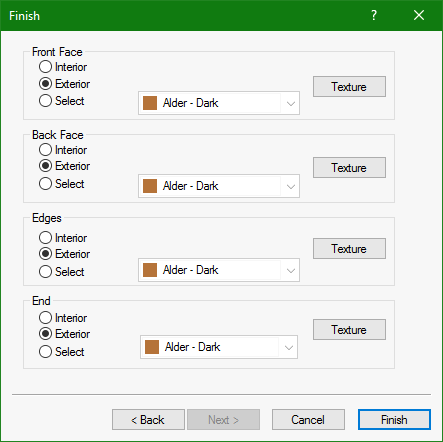 Finish ?
Front Face
Interior
Exterior
Select
Alder - Dark
Texture
Back Face
Interior
Exterior
Select
Alder - Dark
Texture
Edges
Interior
Exterior
Select
Alder - Dark
Texture
End
Interior
Exterior
Select
Alder - Dark
Texture
< Back Next > Cancel Finish